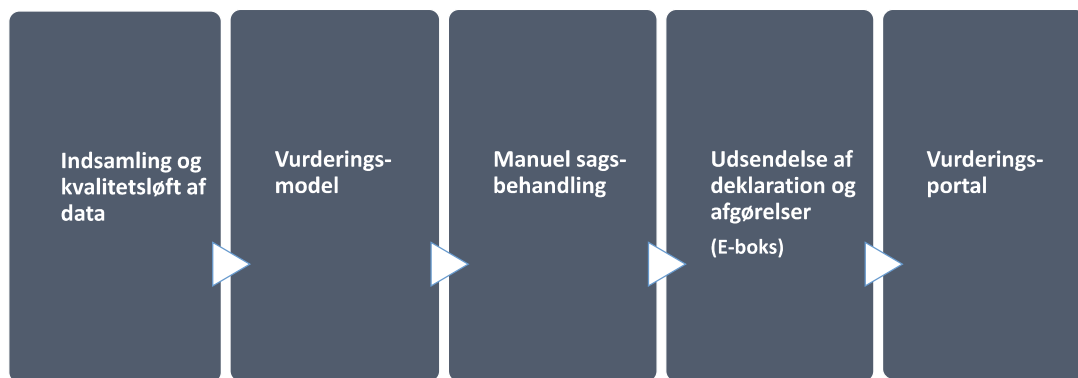 Indsamling og
kvalitetsløft af
data
Vurderings-
model
Manuel sags-
behandling
Udsendelse af
deklaration og
afgørelser
(E-boks)
Vurderings-
portal